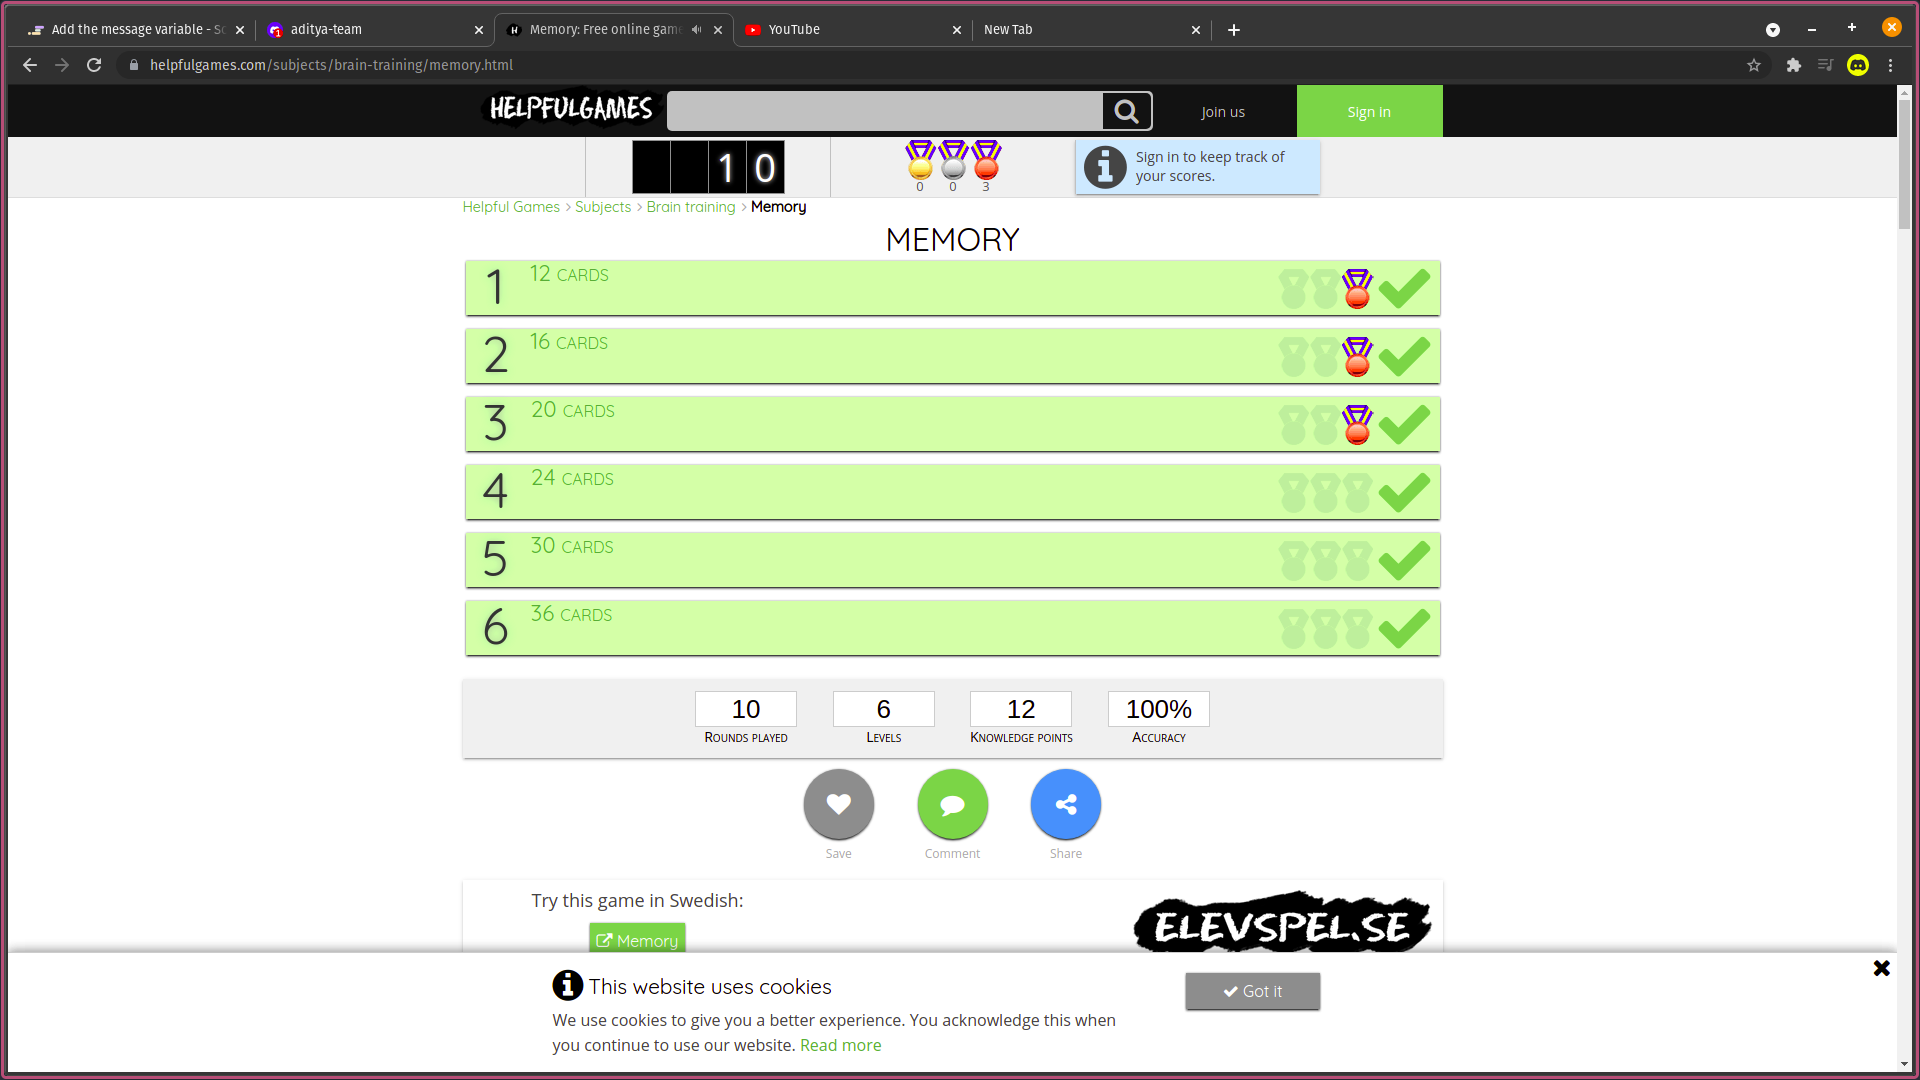 Add the message variable - Sc
aditya-team
Memory: Free online game
YouTube
New Tab
helpfulgames.com/subjects/brain-training/memory.html
HELPFULGAMES
Join us
Sign in
1 0
0 0 3
Sign in to keep track of
your scores.
Helpful Games > Subjects > Brain training > Memory
MEMORY
1 12 CARDS
2 16 CARDS
3 20 CARDS
4 24 CARDS
5 30 CARDS
6 36 CARDS
10 6 12 100%
ROUNDS PLAYED LEVELS KNOWLEDGE POINTS ACCURACY
Save Comment Share
Try this game in Swedish:
Memory
ELEVSPEL.SE
This website uses cookies
Got it
We use cookies to give you a better experience. You acknowledge this when
you continue to use our website. Read more